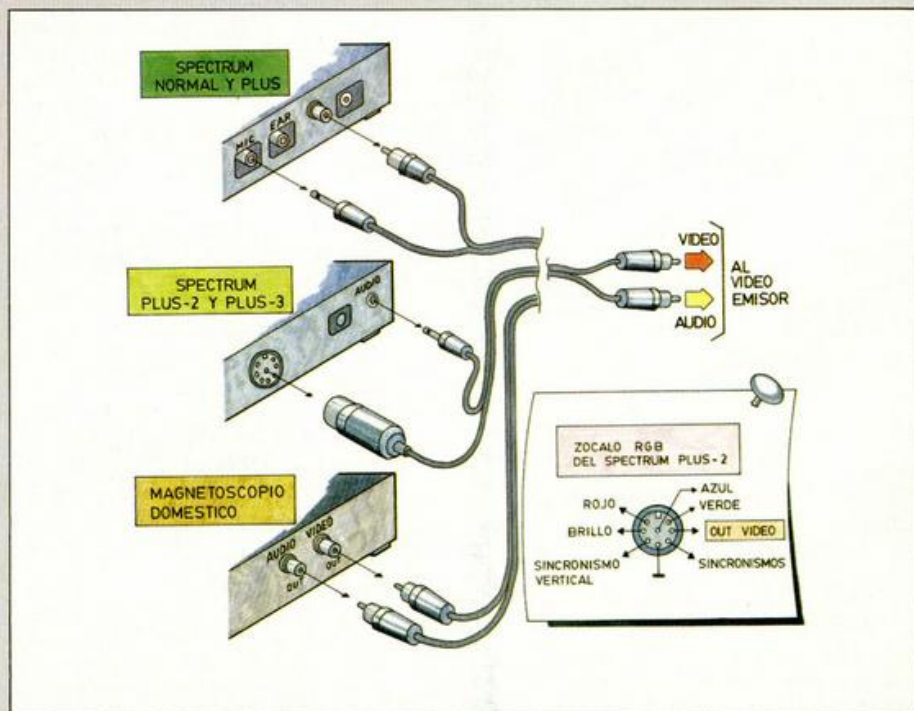 SPECTRUM
NORMAL Y PLUS
MIC
EAR
SPECTRUM
PLUS-2 Y PLUS-3
AUDIO
VIDEO
AL
VIDEO
EMISOR
AUDIO
MAGNETOSCOPIO
DOMESTICO
AUDIO
OUT
VIDEO
OUT
ZOCALO RGB
DEL SPECTRUM PLUS-2
AZUL
ROJO
VERDE
BRILLO
OUT VIDEO
SINCRONISMO
VERTICAL
SINCRONISMOS